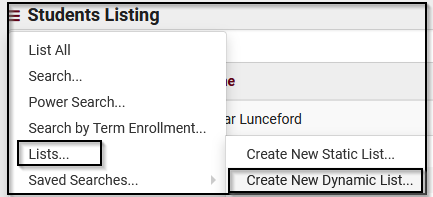 Students Listing
List All
Search...
Power Search...
Search by Term Enrollment...
Lists...
Saved Searches...
Lunceford
Create New Static List...
Create New Dynamic List...